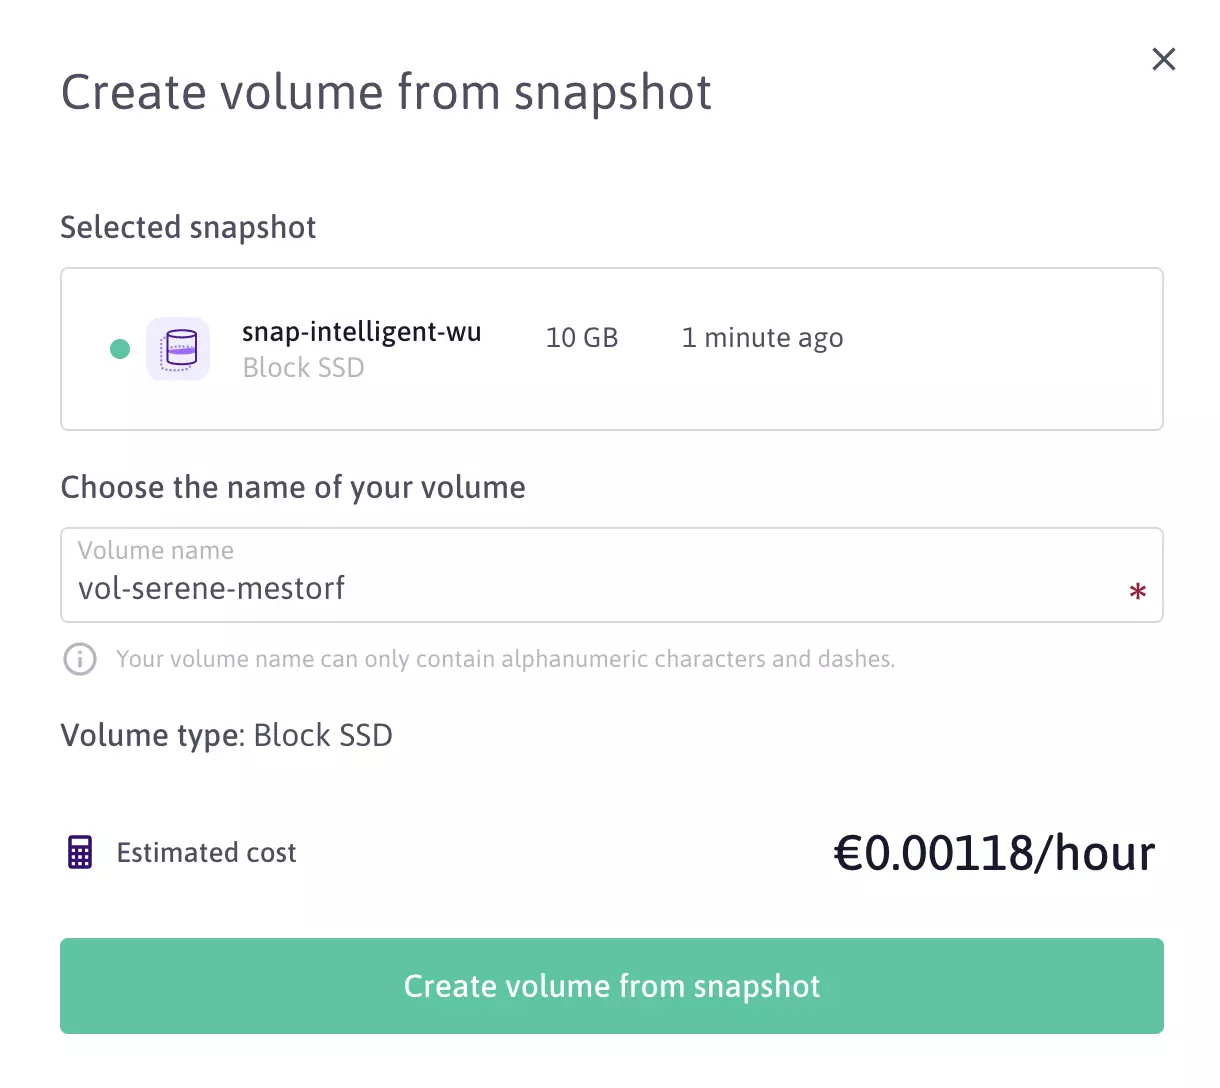 Create volume from snapshot
Selected snapshot
snap-intelligent-wu 10 GB 1 minute ago
Block SSD
Choose the name of your volume
Volume name
vol-serene-mestorf *
Your volume name can only contain alphanumeric characters and dashes.
Volume type: Block SSD
Estimated cost €0.00118/hour
Create volume from snapshot